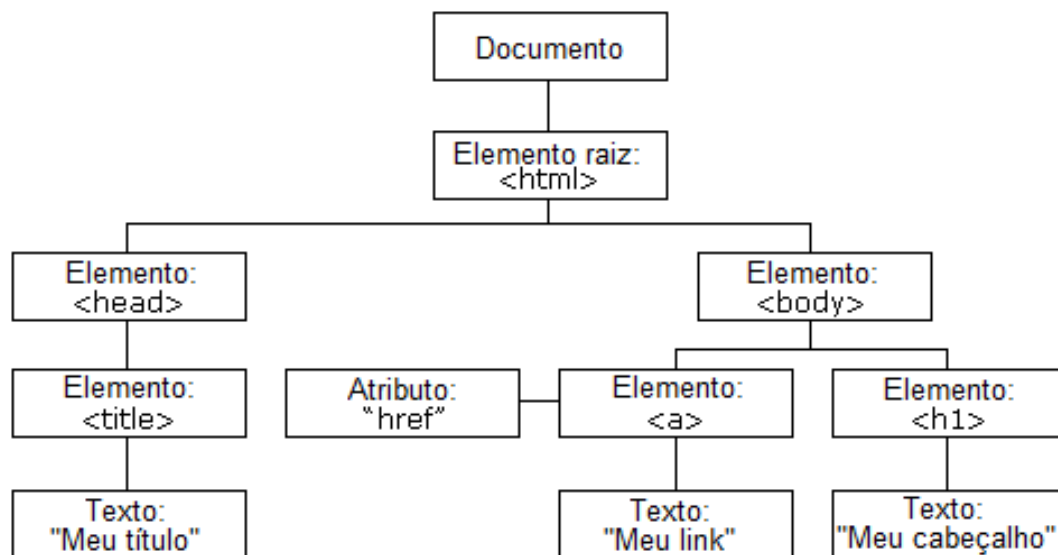 Documento
Elemento raiz:
<html>
Elemento:
<head>
Elemento:
<body>
Elemento:
<title>
Atributo:
“href”
Elemento:
<a>
Elemento:
<h1>
Texto:
"Meu título"
Texto:
"Meu link"
Texto:
"Meu cabeçalho"